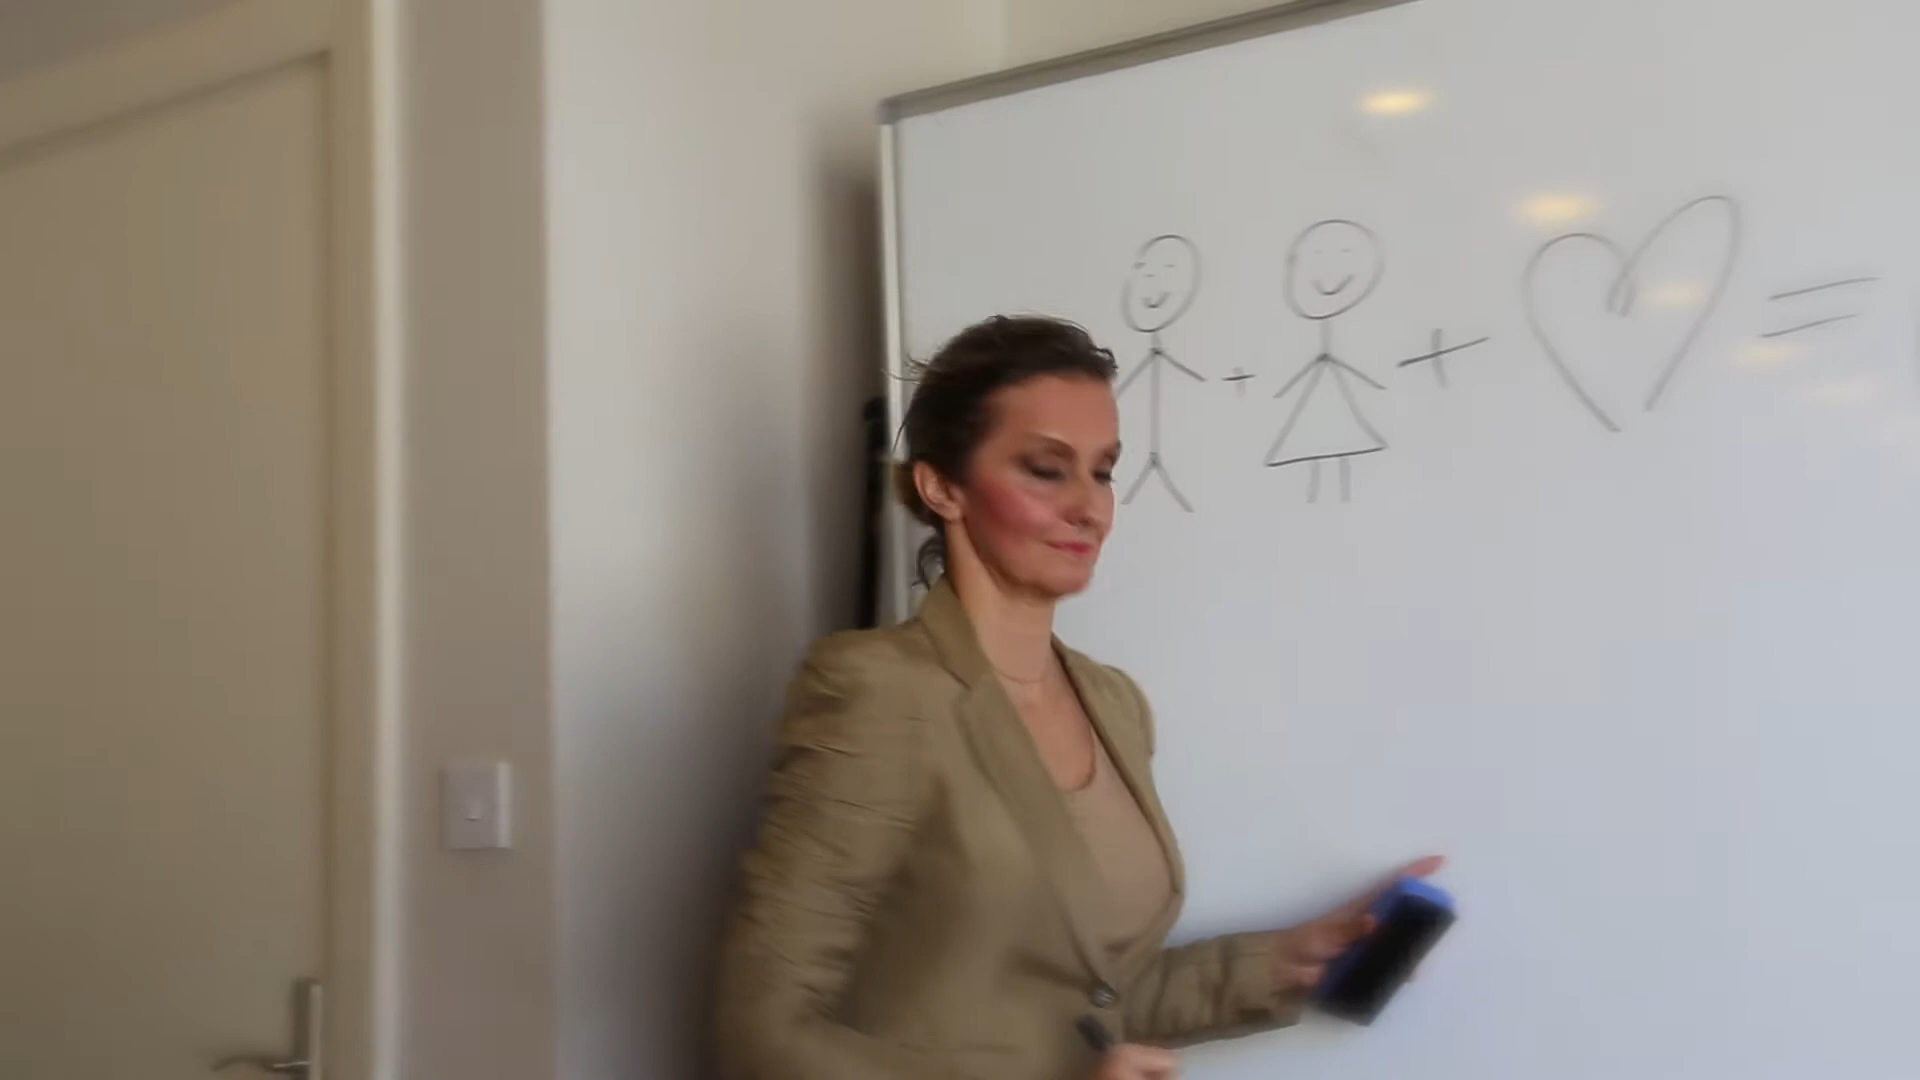 + + =